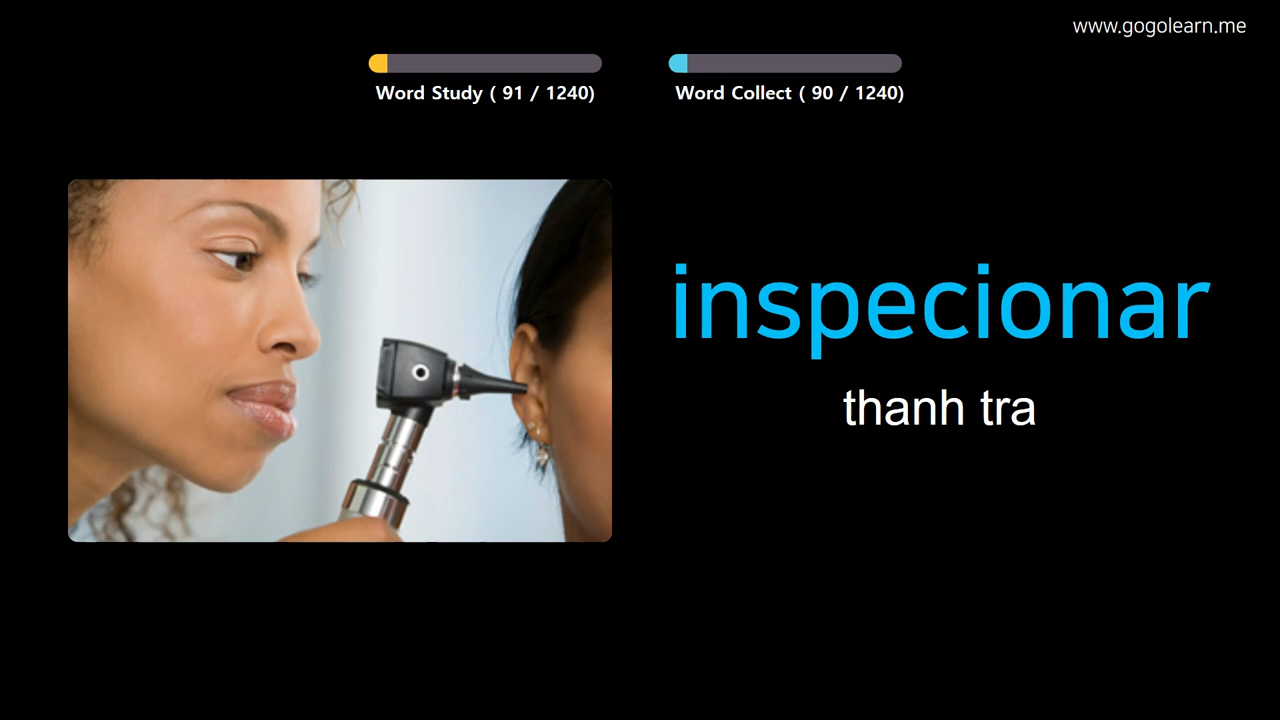 www.gogolearn.me
Word Study ( 91 / 1240)
Word Collect ( 90 / 1240)
inspecionar
thanh tra